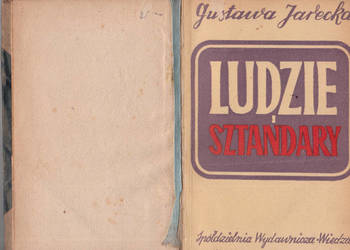 Gustawa Jarecka
LUDZIE
i
SZTANDARY
Spółdzielnia Wydawnicza "Wiedza"